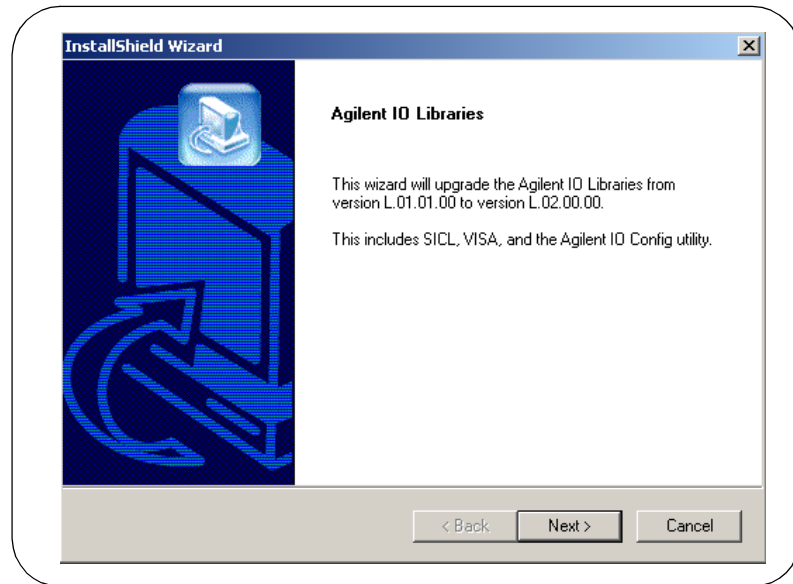 InstallShield Wizard
Agilent IO Libraries
This wizard will upgrade the Agilent IO Libraries from
version L.01.01.00 to version L.02.00.00.
This includes SICL, VISA, and the Agilent IO Config utility.
< Back
Next >
Cancel